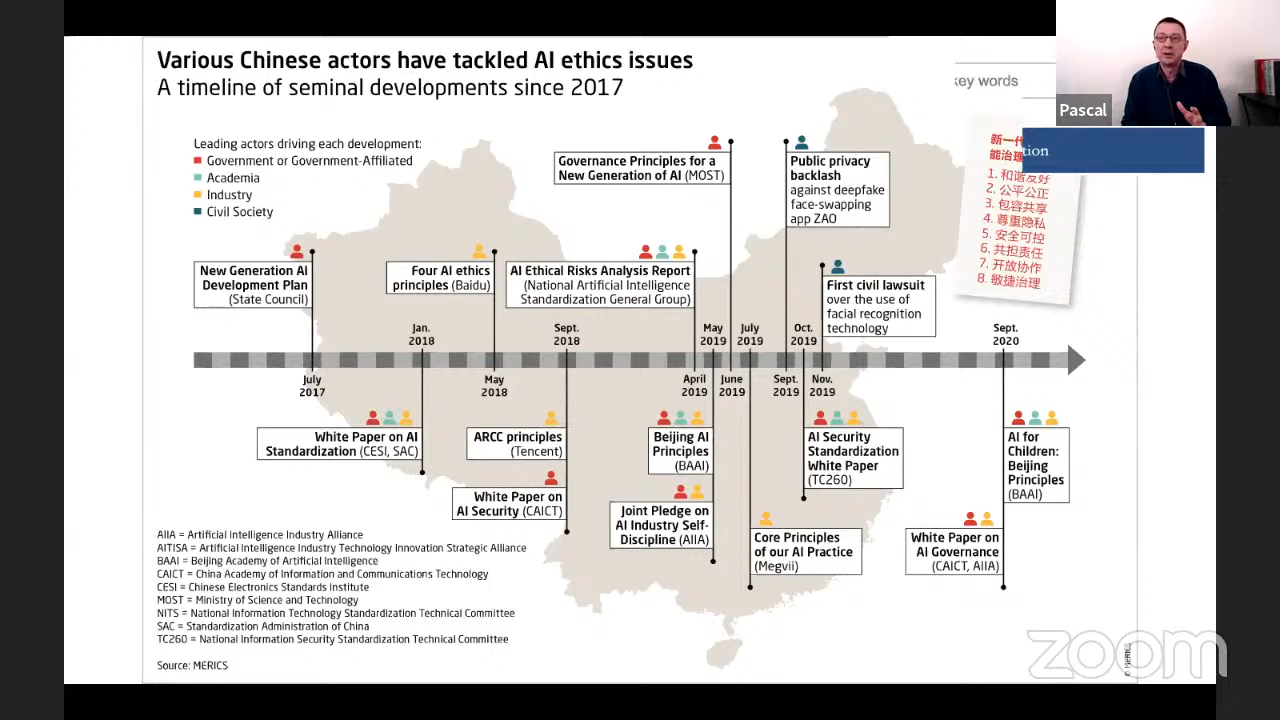 Various Chinese actors have tackled AI ethics issues
A timeline of seminal developments since 2017
key words
Pascal
Leading actors driving each development:
Government or Government-Affiliated
Academia
Industry
Civil Society
新一代
能治理
tion
1. 和谐友好
2. 公平公正
3. 包容共享
4. 尊重隐私
5. 安全可控
6. 共担责任
7. 开放协作
8. 敏捷治理
Governance Principles for a
New Generation of AI (MOST)
Public privacy
backlash
against deepfake
face-swapping
app ZAO
New Generation AI
Development Plan
(State Council)
Four AI ethics
principles (Baidu)
AI Ethical Risks Analysis Report
(National Artificial Intelligence
Standardization General Group)
First civil lawsuit
over the use of
facial recognition
technology
Jan.
2018
Sept.
2018
May
2019
July
2019
Oct.
2019
Sept.
2020
July
2017
May
2018
April
2019
June
2019
Sept.
2019
Nov.
2019
White Paper on AI
Standardization (CESI, SAC)
ARCC principles
(Tencent)
White Paper on
AI Security (CAICT)
Beijing AI
Principles
(BAAI)
Joint Pledge on
AI Industry Self-
Discipline (AIIA)
AI Security
Standardization
White Paper
(TC260)
Core Principles
of our AI Practice
(Megvii)
AI for
Children:
Beijing
Principles
(BAAI)
White Paper on
AI Governance
(CAICT, AIIA)
AIIA = Artificial Intelligence Industry Alliance
AITISA = Artificial Intelligence Industry Technology Innovation Strategic Alliance
BAAI = Beijing Academy of Artificial Intelligence
CAICT = China Academy of Information and Communications Technology
CESI = Chinese Electronics Standards Institute
MOST = Ministry of Science and Technology
NITS = National Information Technology Standardization Technical Committee
SAC = Standardization Administration of China
TC260 = National Information Security Standardization Technical Committee
Source: MERICS
© MERICS
zoom